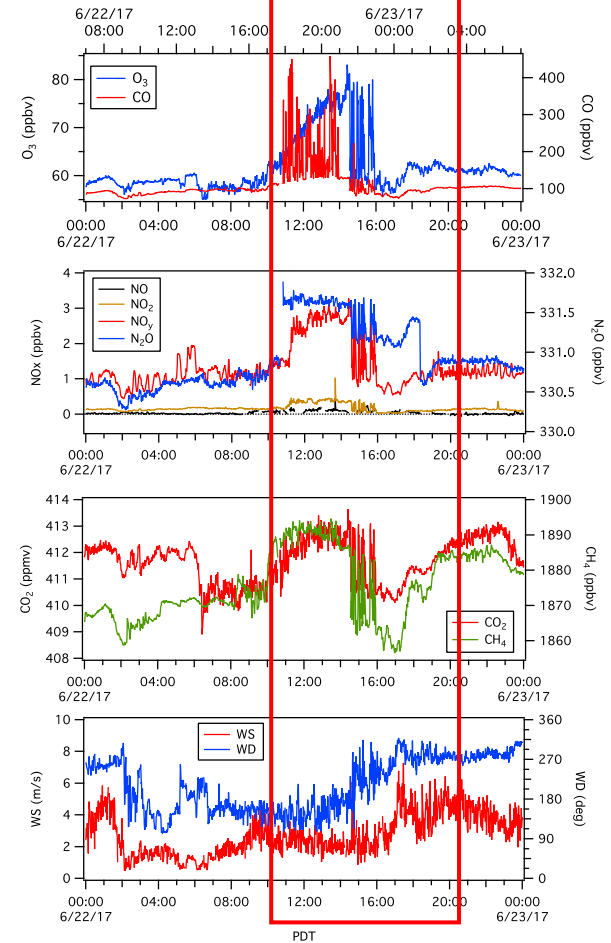 6/22/17 6/23/17
08:00 12:00 16:00 20:00 00:00 04:00
80
70
60
O3 (ppbv)
O3
CO
400
300
200
100
CO (ppbv)
00:00 04:00 08:00 12:00 16:00 20:00 00:00
6/22/17 6/23/17
4
3
2
1
0
NOx (ppbv)
NO
NO2
NOy
N2O
332.0
331.5
331.0
330.5
330.0
N2O (ppbv)
00:00 04:00 08:00 12:00 16:00 20:00 00:00
6/22/17 6/23/17
414
413
412
411
410
409
408
CO2 (ppmv)
CO2
CH4
1900
1890
1880
1870
1860
CH4 (ppbv)
00:00 04:00 08:00 12:00 16:00 20:00 00:00
6/22/17 6/23/17
10
8
6
4
2
0
WS (m/s)
WS
WD
360
270
180
90
0
WD (deg)
00:00 04:00 08:00 12:00 16:00 20:00 00:00
6/22/17 6/23/17
PDT